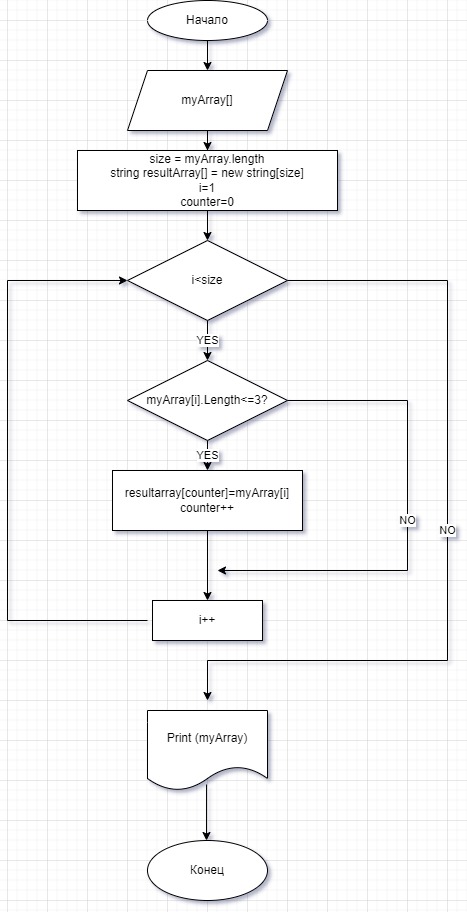 Начало
myArray[]
size = myArray.length
string resultArray[] = new string[size]
i=1
counter=0
i<size
YES
myArray[i].Length<=3?
YES
resultarray[counter]=myArray[i]
counter++
NO
NO
i++
Print (myArray)
Конец